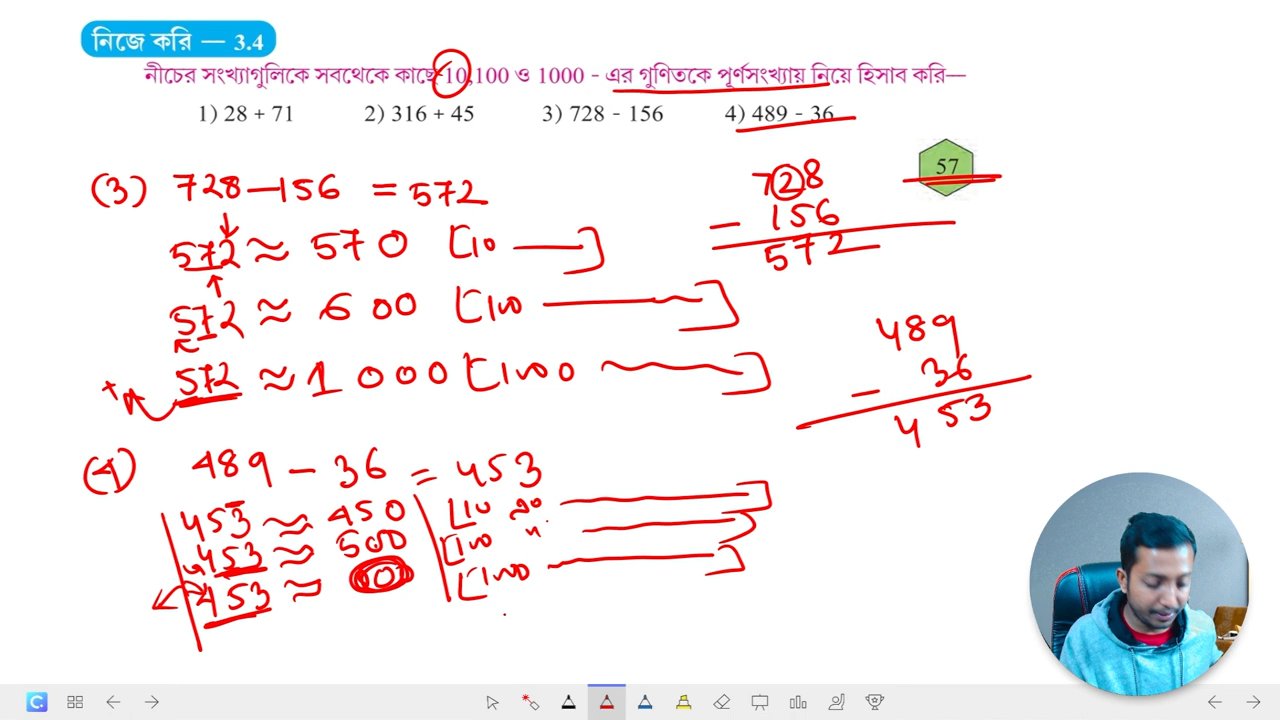 নিজে করি — 3.4
নীচের সংখ্যাগুলিকে সবথেকে কাছে 10,100 ও 1000 - এর গুণিতকে পূর্ণসংখ্যায় নিয়ে হিসাব করি—
1) 28 + 71 2) 316 + 45 3) 728 - 156 4) 489 - 36
57
(3) 728 — 156 = 572
572 ≈ 570 [10 ]
572 ≈ 600 [100 ]
572 ≈ 1000 [1000 ]
728
- 156
572
489
- 36
453
(4) 489 - 36 = 453
453 ≈ 450 [10 ]
453 ≈ 500 [100 ]
453 ≈ 0 [1000 ]